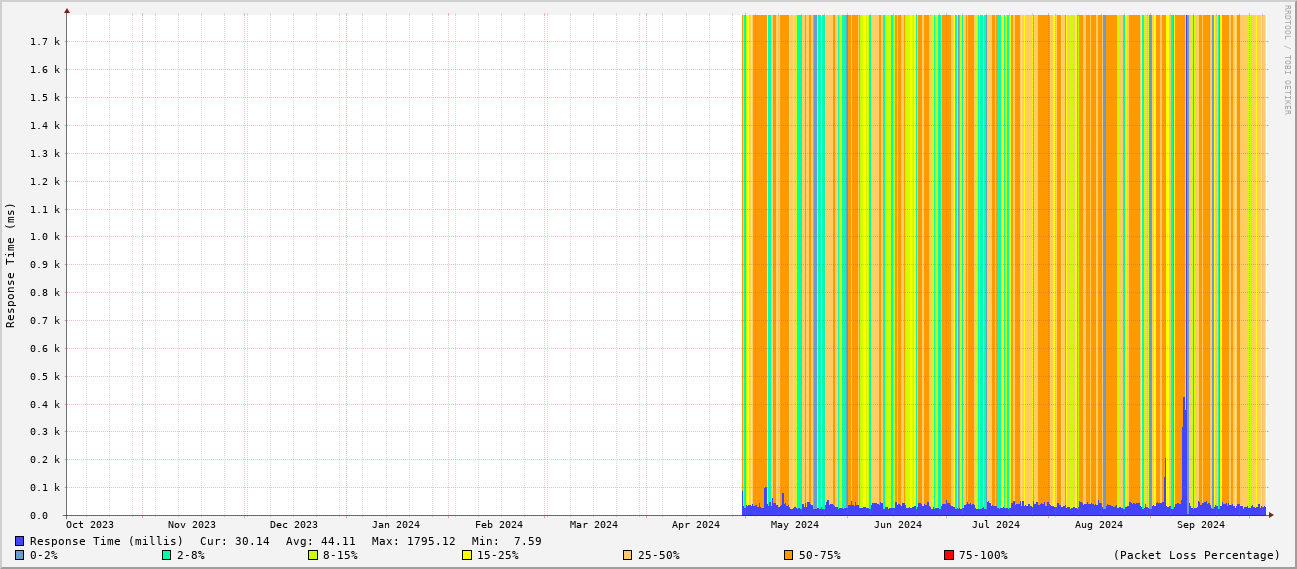 RRDTOOL / TOBI OETIKER
Response Time (ms)
1.7 k
1.6 k
1.5 k
1.4 k
1.3 k
1.2 k
1.1 k
1.0 k
0.9 k
0.8 k
0.7 k
0.6 k
0.5 k
0.4 k
0.3 k
0.2 k
0.1 k
0.0
Oct 2023 Nov 2023 Dec 2023 Jan 2024 Feb 2024 Mar 2024 Apr 2024 May 2024 Jun 2024 Jul 2024 Aug 2024 Sep 2024
Response Time (millis) Cur: 30.14 Avg: 44.11 Max: 1795.12 Min: 7.59
0-2% 2-8% 8-15% 15-25% 25-50% 50-75% 75-100% (Packet Loss Percentage)